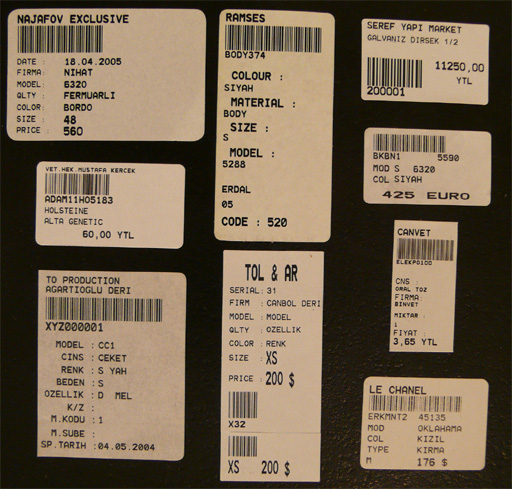 NAJAFOV EXCLUSIVE
DATE : 18.04.2005
FIRMA: NIHAT
MODEL: 6320
QLTY : FERMUARLI
COLOR: BORDO
SIZE : 48
PRICE : 560
RAMSES
BODY374
COLOUR :
SIYAH
MATERIAL :
BODY
SIZE :
S
MODEL :
5288
ERDAL
05
CODE : 520
SEREF YAPI MARKET
GALVANIZ DIRSEK 1/2
11250,00
YTL
200001
VET.HEK.MUSTAFA KERCEK
ADAM11H05183
HOLSTEINE
ALTA GENETIC
60,00 YTL
BKBN1 5590
MOD S 6320
COL SIYAH
425 EURO
CANVET
ELEKPO100
CNS :
ORAL TOZ
FIRMA:
BINVET
MIKTAR :
1
FIYAT :
3,65 YTL
TO PRODUCTION
AGARTIOGLU DERI
XYZ000001
MODEL : CC1
CINS : CEKET
RENK : S YAH
BEDEN : S
OZELLIK : D MEL
K/Z :
M.KODU : 1
M.SUBE :
SP.TARIH :04.05.2004
TOL & AR
SERIAL: 31
FIRM : CANBOL DERI
MODEL : MODEL
QLTY : OZELLIK
COLOR : RENK
SIZE : XS
PRICE : 200 $
X32
XS 200 $
LE CHANEL
ERKMNT2 45135
MOD OKLAHAMA
COL KIZIL
TYPE KIRMA
M 176 $